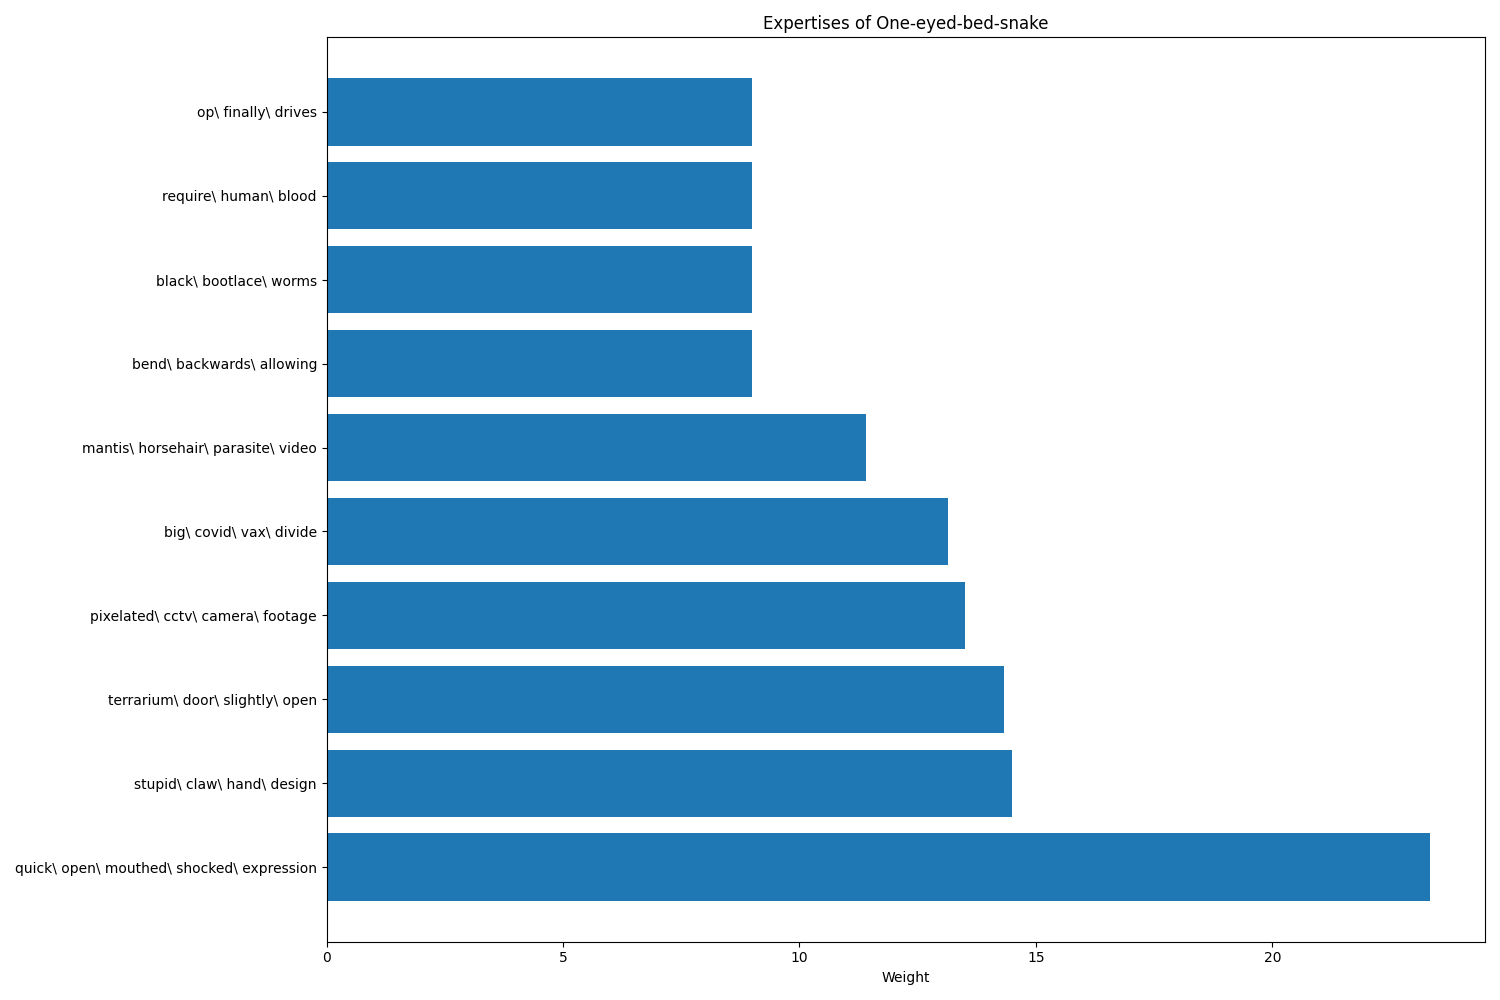 Expertises of One-eyed-bed-snake
op\ finally\ drives
require\ human\ blood
black\ bootlace\ worms
bend\ backwards\ allowing
mantis\ horsehair\ parasite\ video
big\ covid\ vax\ divide
pixelated\ cctv\ camera\ footage
terrarium\ door\ slightly\ open
stupid\ claw\ hand\ design
quick\ open\ mouthed\ shocked\ expression
0 5 10 15 20
Weight